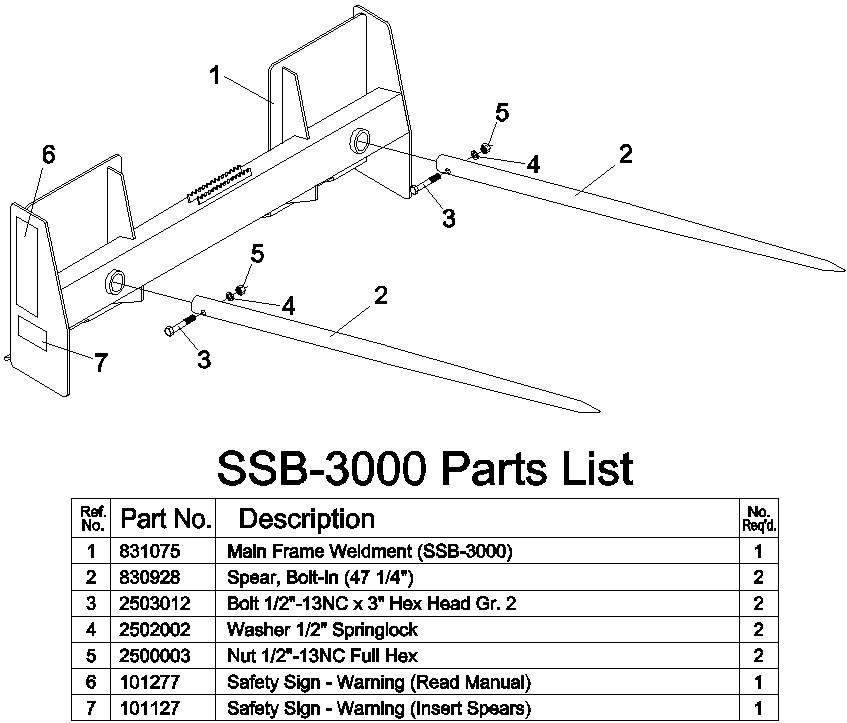 1
5
6
4
2
3
5
4
2
3
7
SSB-3000 Parts List
Ref. No. Part No. Description No. Req'd.
1 831075 Main Frame Weldment (SSB-3000) 1
2 830928 Spear, Bolt-In (47 1/4") 2
3 2503012 Bolt 1/2"-13NC x 3" Hex Head Gr. 2 2
4 2502002 Washer 1/2" Springlock 2
5 2500003 Nut 1/2"-13NC Full Hex 2
6 101277 Safety Sign - Warning (Read Manual) 1
7 101127 Safety Sign - Warning (Insert Spears) 1